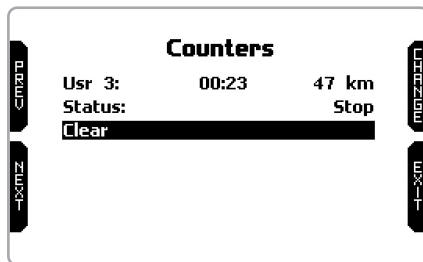 Counters
PREV
CHANGE
Usr 3: 00:23 47 km
Status: Stop
Clear
NEXT
EXIT